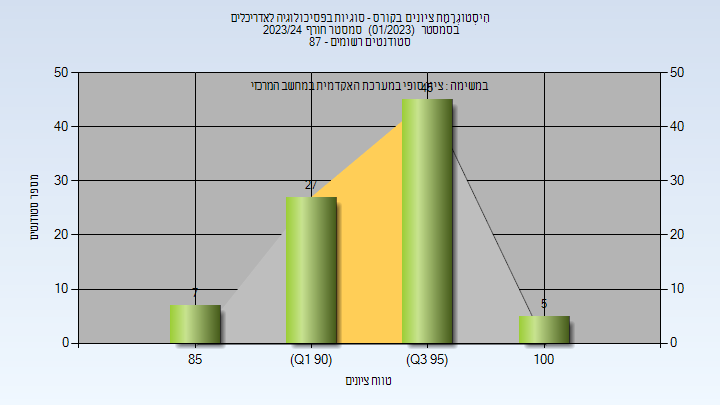 הִיסְטוֹגְרָמַת ציונים בקורס - סוגיות בפסיכולוגיה לאדריכלים
בסמסטר (01/2023) סמסטר חורף 2023/24
סטודנטים רשומים - 87
במשימה : ציון סופי במערכת האקדמית במחשב המרכזי
50 50
40 40
30 30
20 20
10 10
0 0
מספר סטודנטים
7 27 45 5
85 (Q1 90) (Q3 95) 100
טווח ציונים